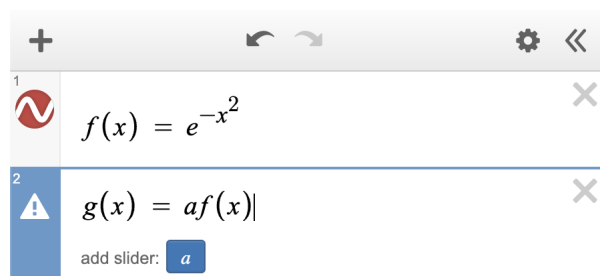 1
f(x) = e^{-x^2}
2
g(x) = af(x)
add slider: a